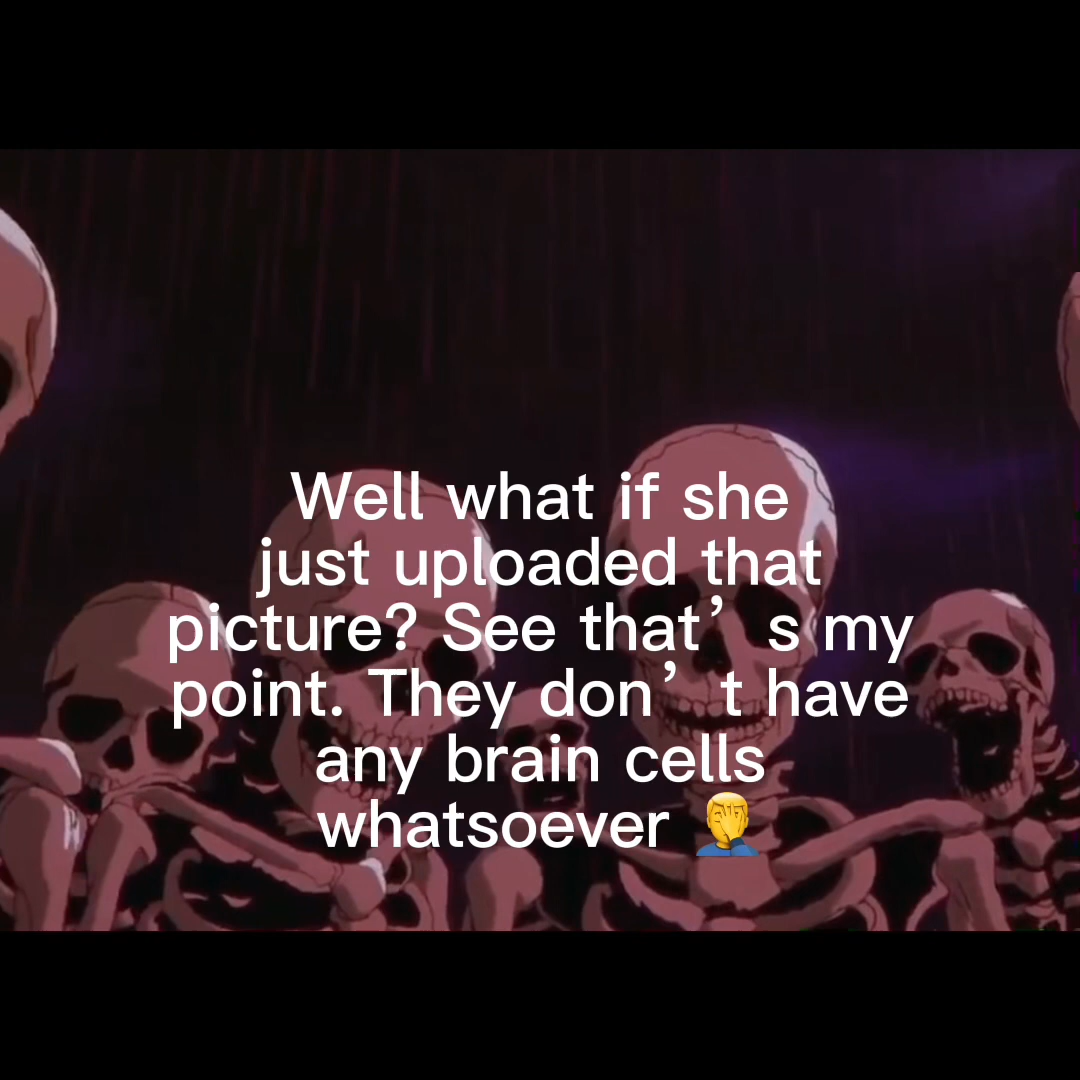 Well what if she
just uploaded that
picture? See that’s my
point. They don’t have
any brain cells
whatsoever 🤦‍♂️